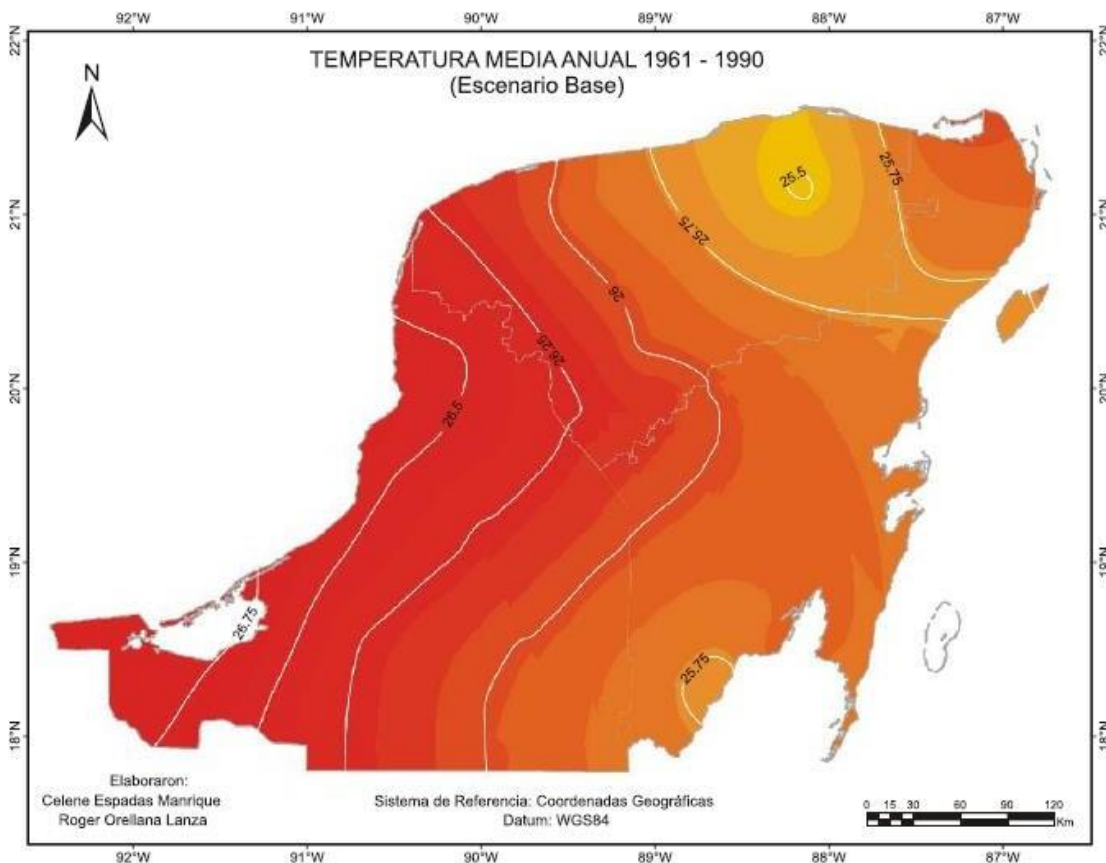 92°W 91°W 90°W 89°W 88°W 87°W
22°N
22°N
TEMPERATURA MEDIA ANUAL 1961 - 1990
(Escenario Base)
N
25.5
25.75
21°N
21°N
25.75
26
26.25
20°N
20°N
26.5
19°N
19°N
26.75
25.75
18°N
18°N
Elaboraron:
Celene Espadas Manrique
Roger Orellana Lanza
Sistema de Referencia: Coordenadas Geográficas
Datum: WGS84
0 15 30 60 90 120
Km
92°W 91°W 90°W 89°W 88°W 87°W